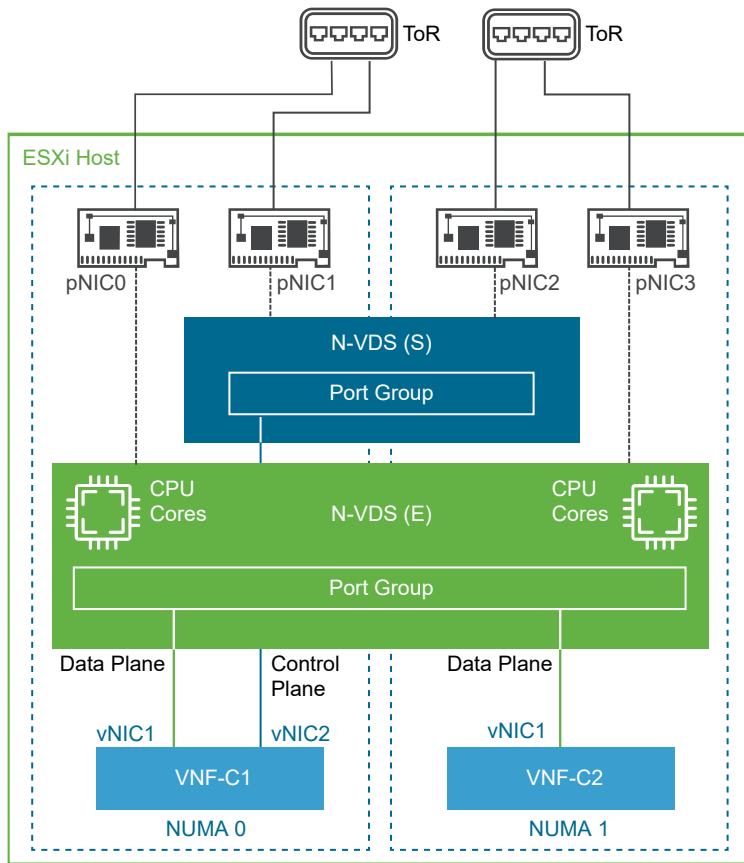 ToR
ToR
ESXi Host
pNIC0
pNIC1
pNIC2
pNIC3
N-VDS (S)
Port Group
CPU
Cores
N-VDS (E)
CPU
Cores
Port Group
Data Plane
Control
Plane
Data Plane
vNIC1
vNIC2
vNIC1
VNF-C1
VNF-C2
NUMA 0
NUMA 1